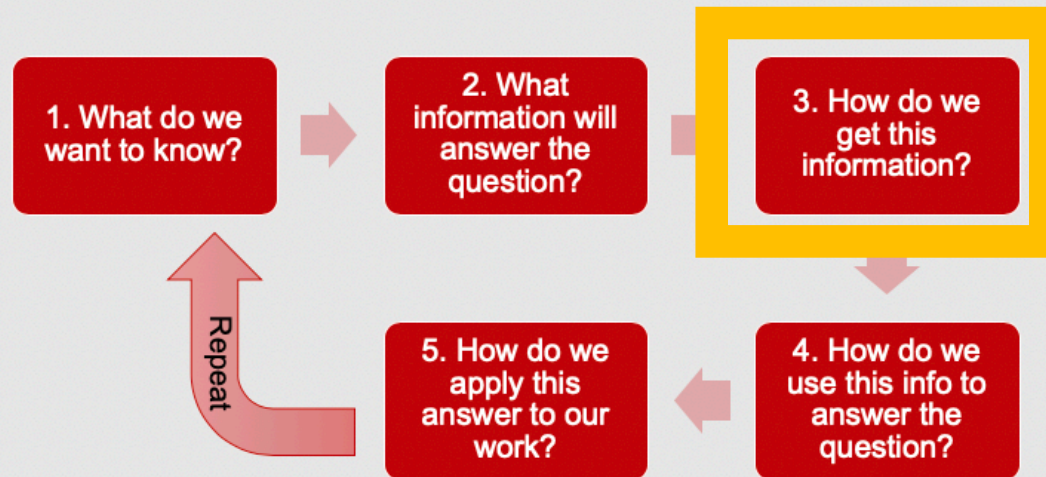 1. What do we
want to know?
2. What
information will
answer the
question?
3. How do we
get this
information?
4. How do we
use this info to
answer the
question?
5. How do we
apply this
answer to our
work?
Repeat